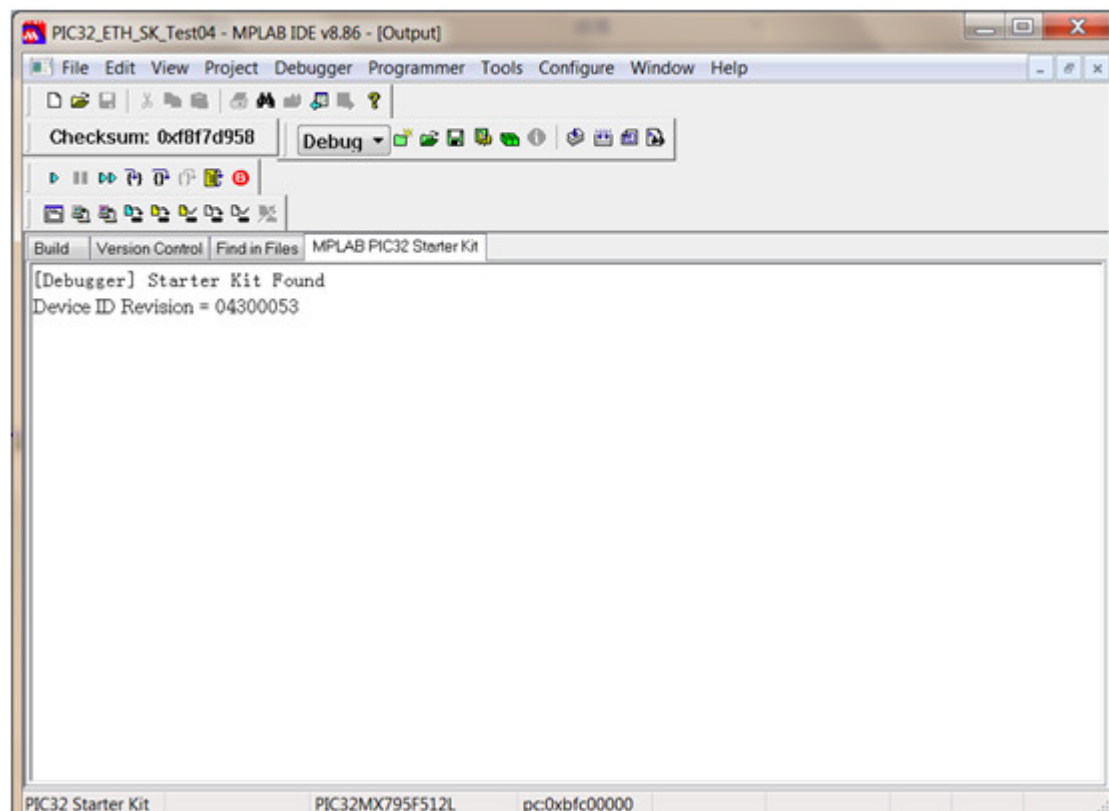 PIC32_ETH_SK_Test04 - MPLAB IDE v8.86 - [Output]
File Edit View Project Debugger Programmer Tools Configure Window Help
Checksum: 0xf8f7d958 Debug
Build Version Control Find in Files MPLAB PIC32 Starter Kit
[Debugger] Starter Kit Found
Device ID Revision = 04300053
PIC32 Starter Kit PIC32MX795F512L pc:0xbfc00000